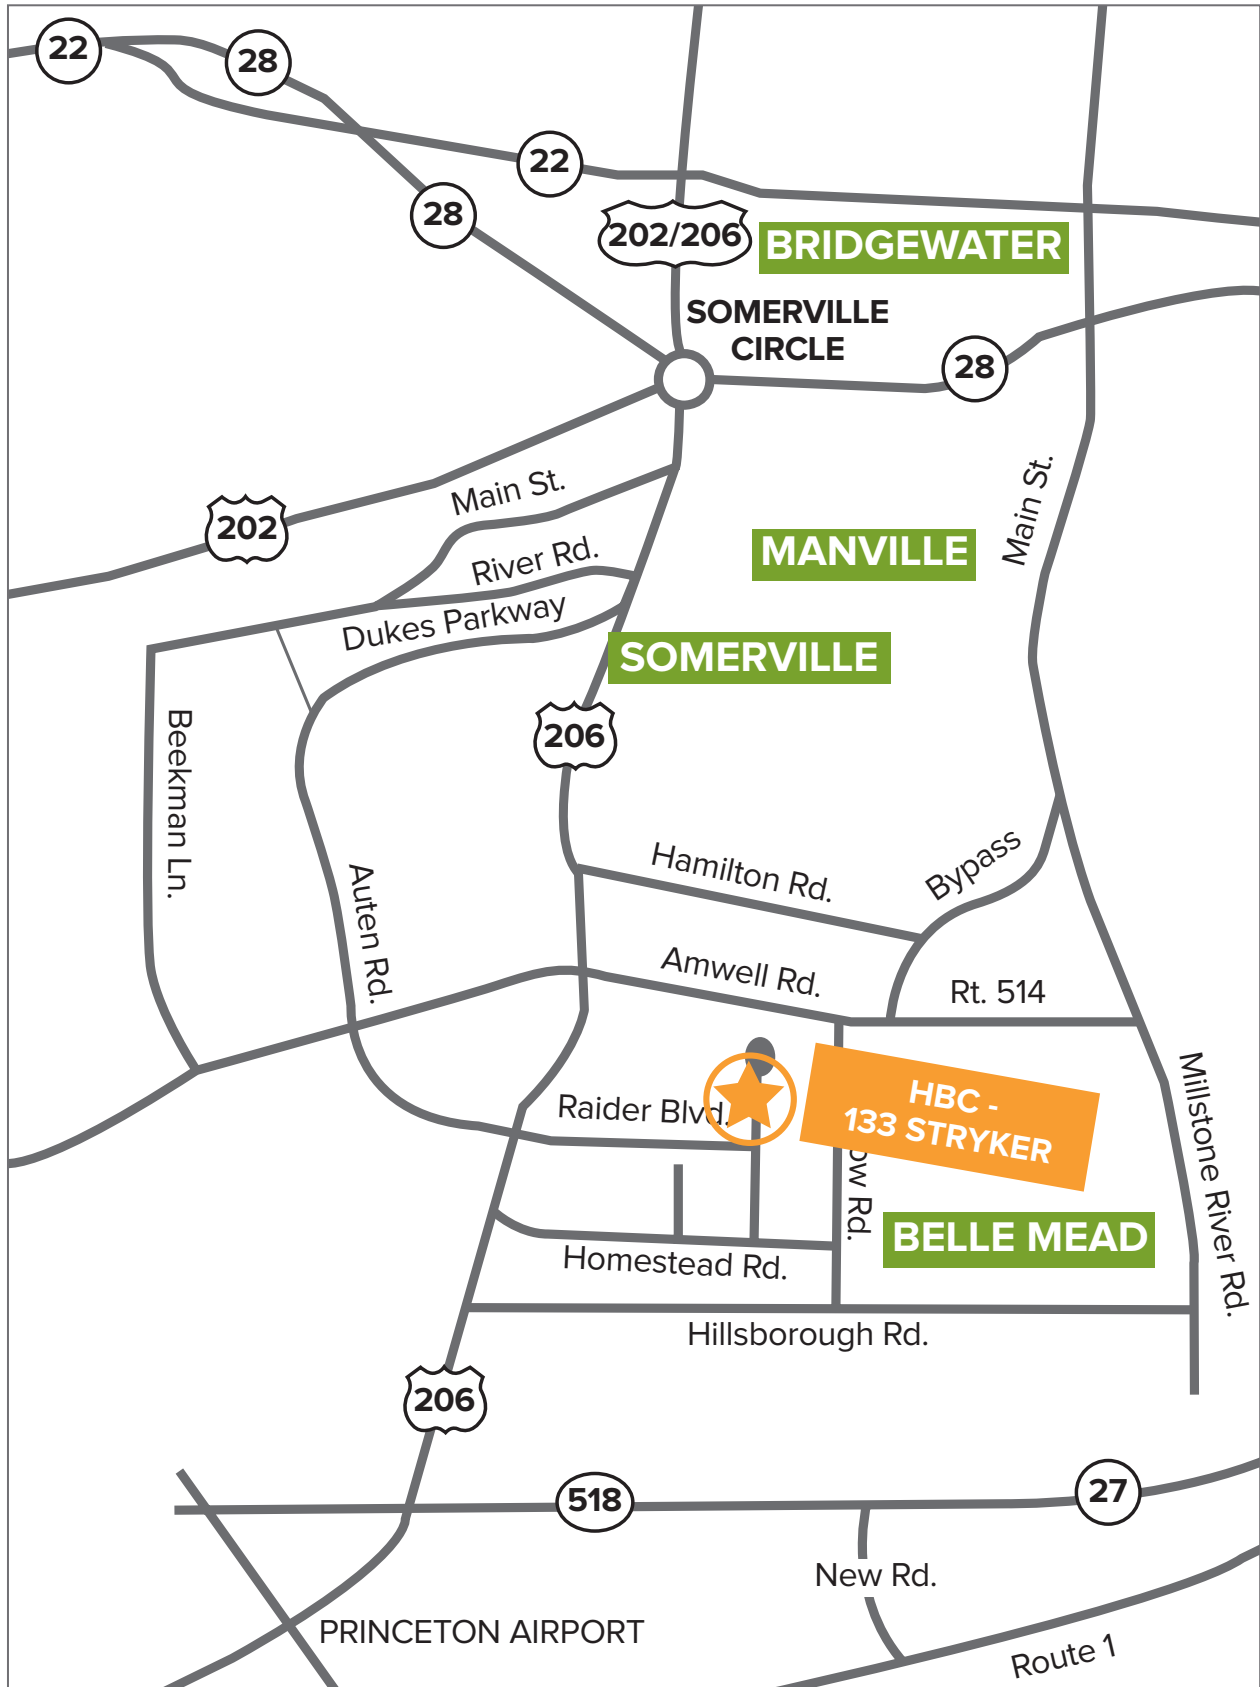 22
28
22
28
202/206
BRIDGEWATER
SOMERVILLE
CIRCLE
28
Main St.
202
Main St.
River Rd.
MANVILLE
Dukes Parkway
SOMERVILLE
206
Beekman Ln.
Hamilton Rd.
Bypass
Auten Rd.
Amwell Rd.
Rt. 514
HBC -
133 STRYKER
Raider Blvd.
Millstone River Rd.
ow Rd.
BELLE MEAD
Homestead Rd.
Hillsborough Rd.
206
518
27
New Rd.
PRINCETON AIRPORT
Route 1